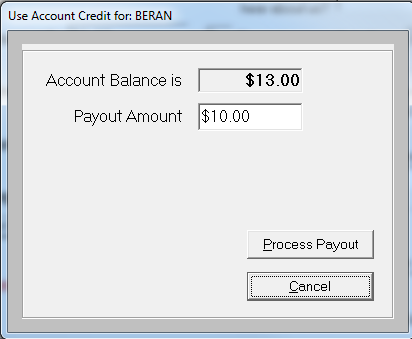 Use Account Credit for: BERAN
Account Balance is $13.00
Payout Amount $10.00
Process Payout
Cancel